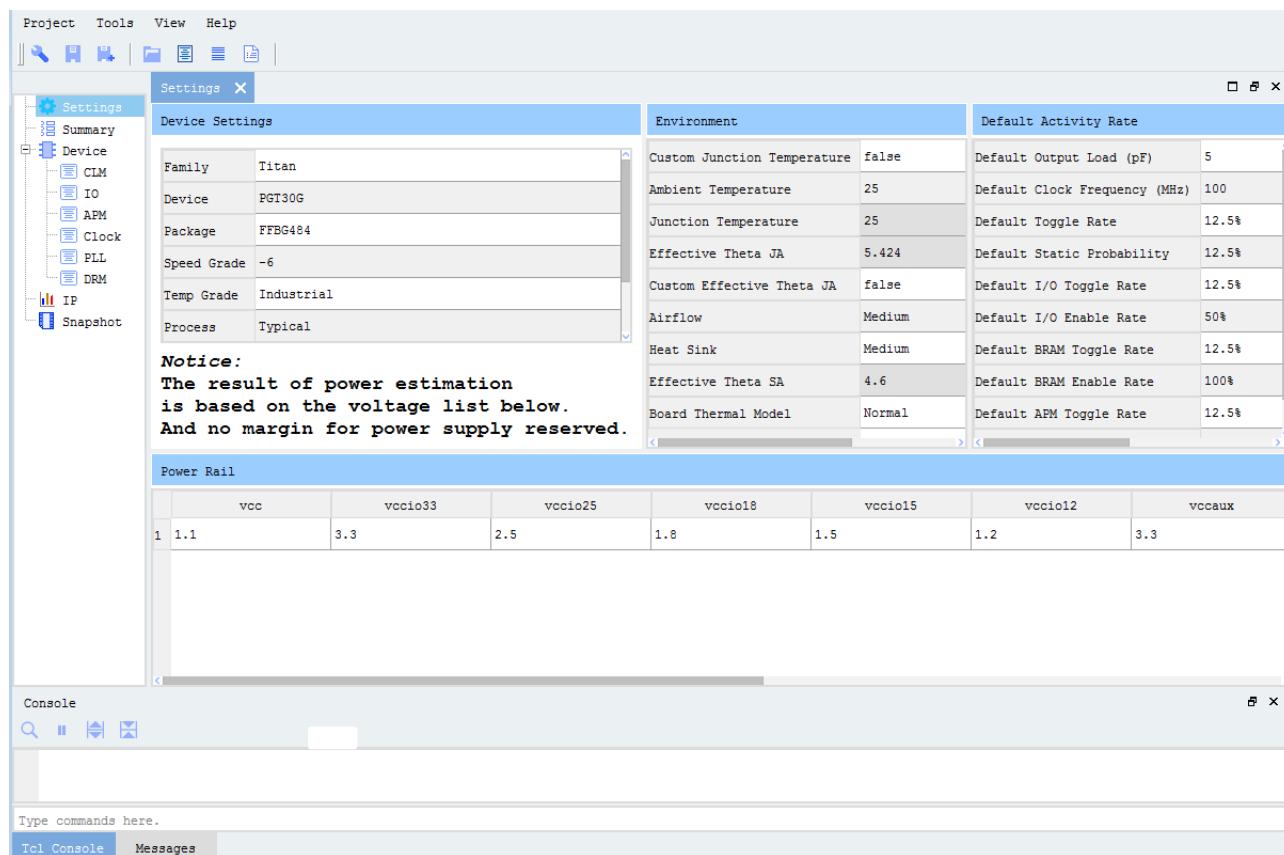 Project Tools View Help
Settings
Summary
Device
CLM
IO
APM
Clock
PLL
DRM
IP
Snapshot
Settings
Device Settings
Family Titan
Device PGT30G
Package FFBG484
Speed Grade -6
Temp Grade Industrial
Process Typical
Notice:
The result of power estimation
is based on the voltage list below.
And no margin for power supply reserved.
Environment
Custom Junction Temperature false
Ambient Temperature 25
Junction Temperature 25
Effective Theta JA 5.424
Custom Effective Theta JA false
Airflow Medium
Heat Sink Medium
Effective Theta SA 4.6
Board Thermal Model Normal
Default Activity Rate
Default Output Load (pF) 5
Default Clock Frequency (MHz) 100
Default Toggle Rate 12.5%
Default Static Probability 12.5%
Default I/O Toggle Rate 12.5%
Default I/O Enable Rate 50%
Default BRAM Toggle Rate 12.5%
Default BRAM Enable Rate 100%
Default APM Toggle Rate 12.5%
Power Rail
vcc vccio33 vccio25 vccio18 vccio15 vccio12 vccaux
1 1.1 3.3 2.5 1.8 1.5 1.2 3.3
Console
Type commands here.
Tcl Console Messages